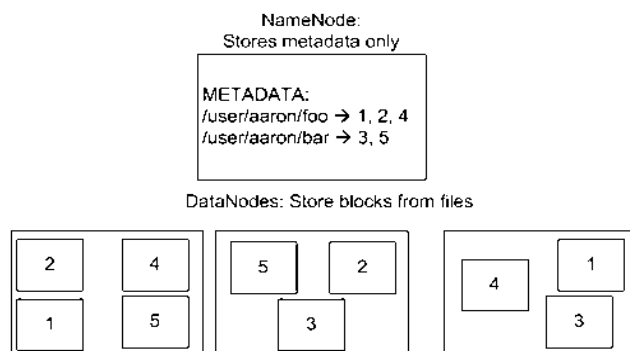 NameNode:
Stores metadata only
METADATA:
/user/aaron/foo → 1, 2, 4
/user/aaron/bar → 3, 5
DataNodes: Store blocks from files
2 4
1 5
5 2
3
4 1
3